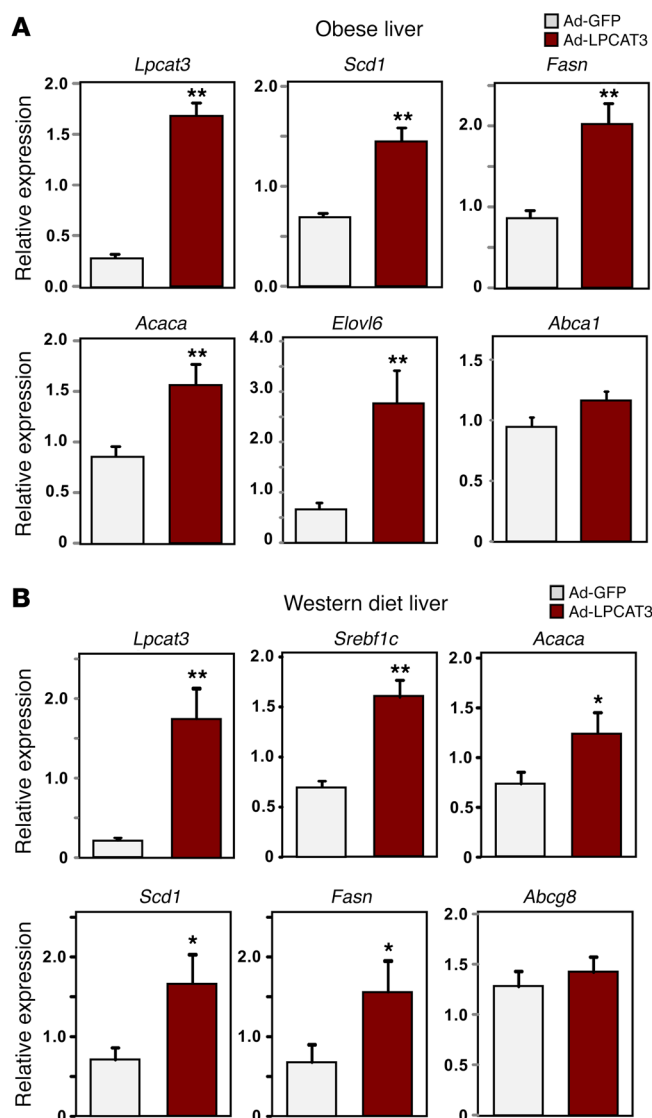 A
Obese liver
Ad-GFP
Ad-LPCAT3
Lpcat3
Scd1
Fasn
Relative expression
2.0
1.5
1.0
0.5
0.0
**
2.0
1.0
0
**
2.0
1.0
0
**
Acaca
Elovl6
Abca1
Relative expression
2.0
1.5
1.0
0.5
0
**
4.0
3.0
2.0
1.0
0
**
1.5
1.0
0.5
0
B
Western diet liver
Ad-GFP
Ad-LPCAT3
Lpcat3
Srebf1c
Acaca
Relative expression
2.0
1.0
0
**
2.0
1.5
1.0
0.5
0
**
2.0
1.5
1.0
0.5
0
*
Scd1
Fasn
Abcg8
Relative expression
2.0
1.0
0
*
2.0
1.0
0
*
2.0
1.5
1.0
0.5
0